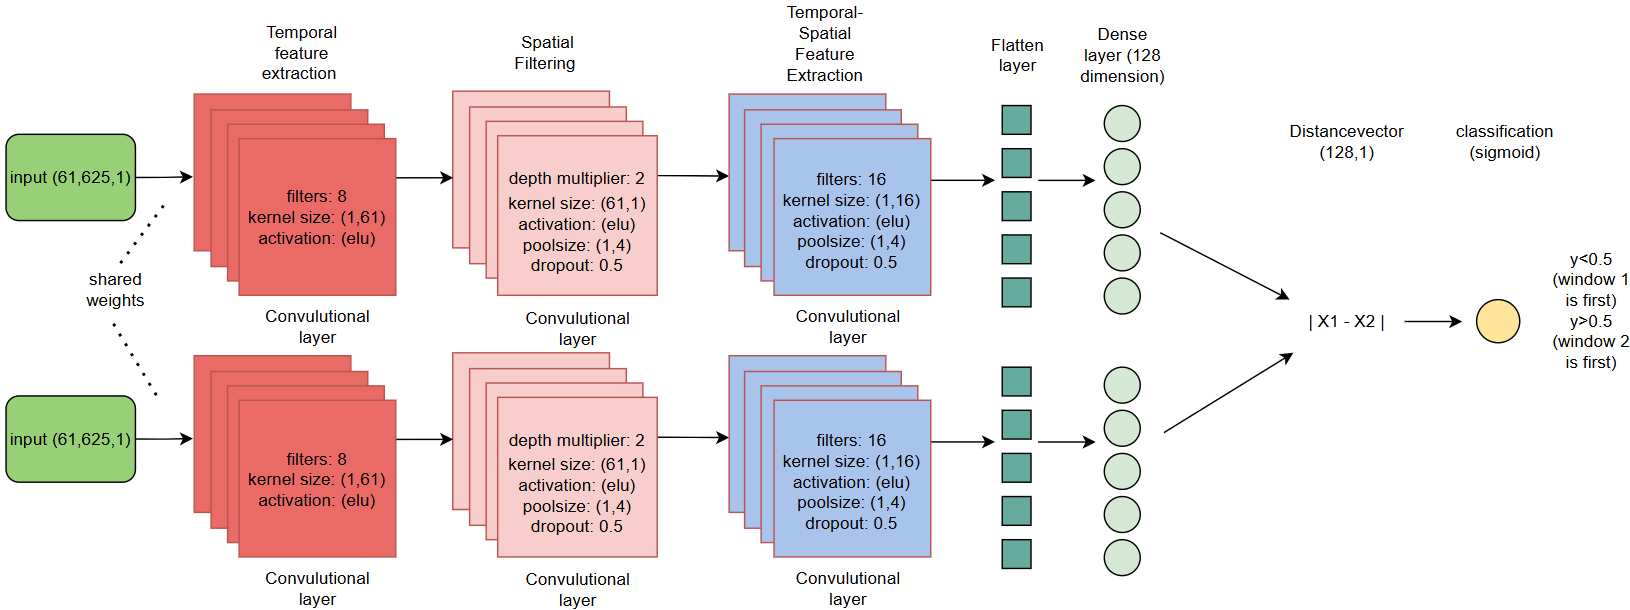 Temporal
feature
extraction
Spatial
Filtering
Temporal-
Spatial
Feature
Extraction
Flatten
layer
Dense
layer (128
dimension)
Distancevector
(128,1)
classification
(sigmoid)
input (61,625,1)
filters: 8
kernel size: (1,61)
activation: (elu)
depth multiplier: 2
kernel size: (61,1)
activation: (elu)
poolsize: (1,4)
dropout: 0.5
filters: 16
kernel size: (1,16)
activation: (elu)
poolsize: (1,4)
dropout: 0.5
shared
weights
Convulutional
layer
Convulutional
layer
Convulutional
layer
| X1 - X2 |
y<0.5
(window 1
is first)
y>0.5
(window 2
is first)
input (61,625,1)
filters: 8
kernel size: (1,61)
activation: (elu)
depth multiplier: 2
kernel size: (61,1)
activation: (elu)
poolsize: (1,4)
dropout: 0.5
filters: 16
kernel size: (1,16)
activation: (elu)
poolsize: (1,4)
dropout: 0.5
Convulutional
layer
Convulutional
layer
Convulutional
layer